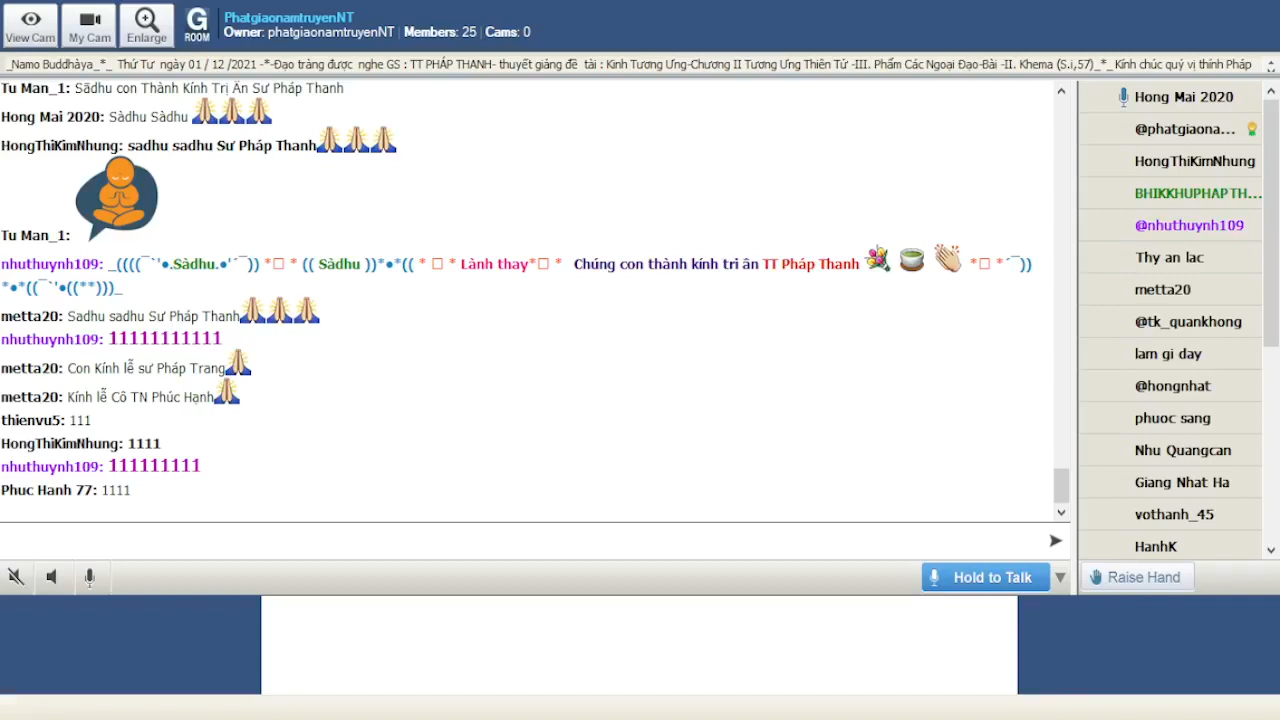 View Cam
My Cam
Enlarge
G ROOM
PhatgiaonamtruyenNT
Owner: phatgiaonamtruyenNT | Members: 25 | Cams: 0
_Namo Buddhàya_*_ Thứ Tư ngày 01 / 12 /2021 -*-Đạo tràng được nghe GS : TT PHÁP THANH- thuyết giảng đề tài : Kinh Tương Ưng-Chương II Tương Ưng Thiên Tử -III. Phẩm Các Ngoại Đạo-Bài -II. Khema (S.i,57)_*_Kính chúc quý vị thính Pháp
Tu Man_1: Sãdhu con Thành Kính Trị Ân Sư Pháp Thanh
Hong Mai 2020: Sàdhu Sàdhu 🙏🙏🙏
HongThiKimNhung: sadhu sadhu Sư Pháp Thanh🙏🙏🙏
Tu Man_1:
nhuthuynh109: _((((¯`'●.Sàdhu.●'´¯)) *□ * (( Sàdhu ))*●*(( * □ * Lành thay*□ * Chúng con thành kính tri ân TT Pháp Thanh 💐 🍵 👏 *□ *´¯))
*●*((¯`'●((**)))_
metta20: Sadhu sadhu Sư Pháp Thanh🙏🙏🙏
nhuthuynh109: 11111111111
metta20: Con Kính lễ sư Pháp Trang🙏
metta20: Kính lễ Cô TN Phúc Hạnh🙏
thienvu5: 111
HongThiKimNhung: 1111
nhuthuynh109: 111111111
Phuc Hanh 77: 1111
Hold to Talk
Hong Mai 2020
@phatgiaona...
HongThiKimNhung
BHIKKHUPHAPTH...
@nhuthuynh109
Thy an lac
metta20
@tk_quankhong
lam gi day
@hongnhat
phuoc sang
Nhu Quangcan
Giang Nhat Ha
vothanh_45
HanhK
Raise Hand